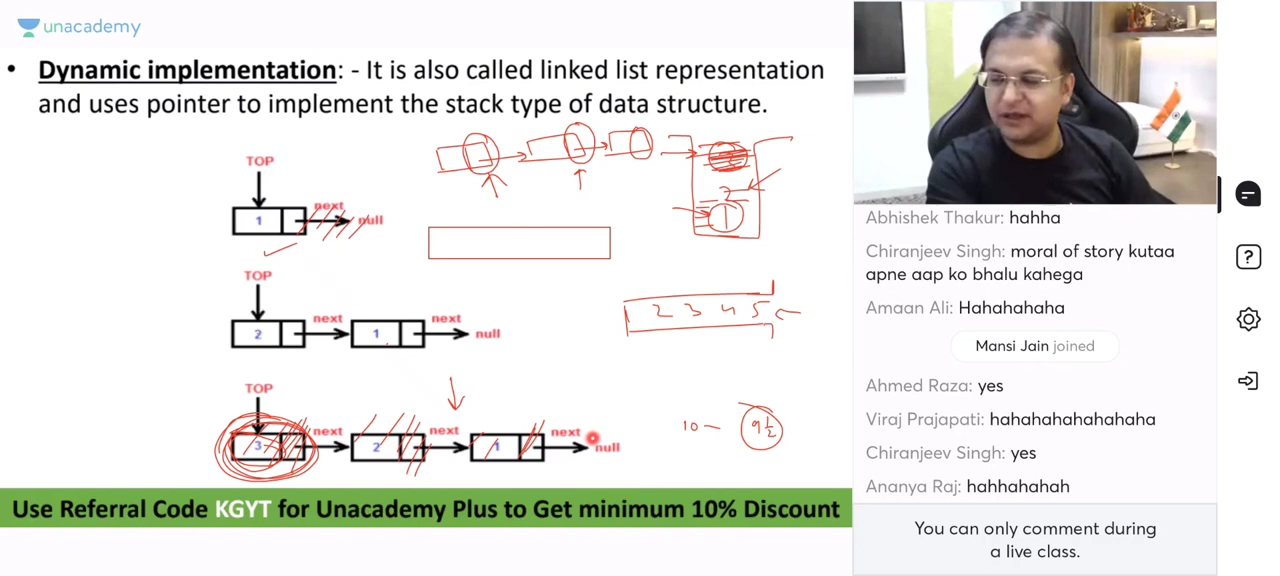 unacademy
• Dynamic implementation: - It is also called linked list representation
and uses pointer to implement the stack type of data structure.
TOP
next
1
null
2
1
TOP
next
next
2
1
null
2 3 4 5
TOP
next
next
next
3
2
1
null
10 - 9 1/2
Use Referral Code KGYT for Unacademy Plus to Get minimum 10% Discount
Abhishek Thakur: hahha
Chiranjeev Singh: moral of story kutaa
apne aap ko bhalu kahega
Amaan Ali: Hahahahaha
Mansi Jain joined
Ahmed Raza: yes
Viraj Prajapati: hahahahahahaha
Chiranjeev Singh: yes
Ananya Raj: hahhahahah
You can only comment during
a live class.
?